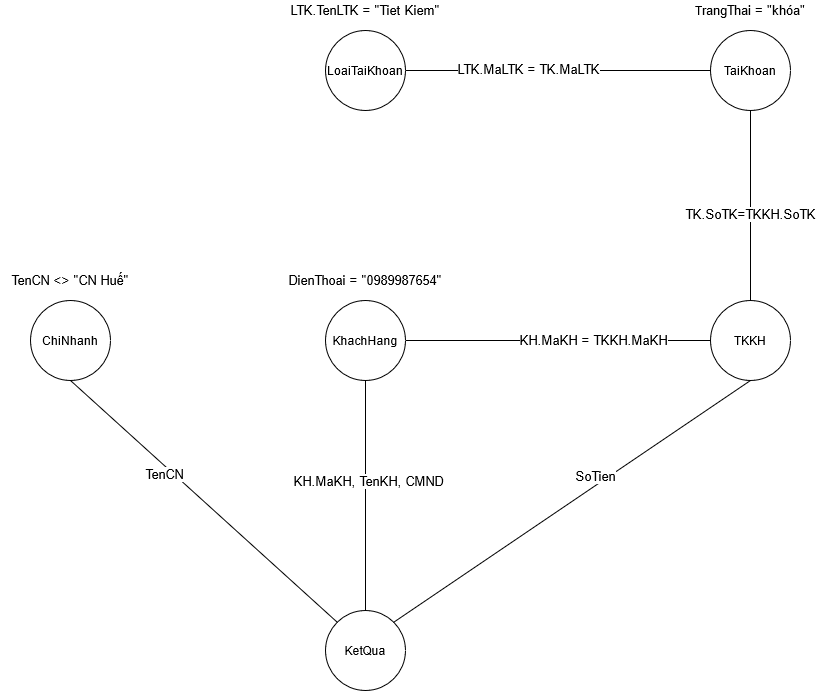 LTK.TenLTK = "Tiet Kiem"
TrangThai = "khóa"
LoaiTaiKhoan
LTK.MaLTK = TK.MaLTK
TaiKhoan
TK.SoTK=TKKH.SoTK
TenCN <> "CN Huế"
DienThoai = "0989987654"
ChiNhanh
KhachHang
KH.MaKH = TKKH.MaKH
TKKH
TenCN
KH.MaKH, TenKH, CMND
SoTien
KetQua